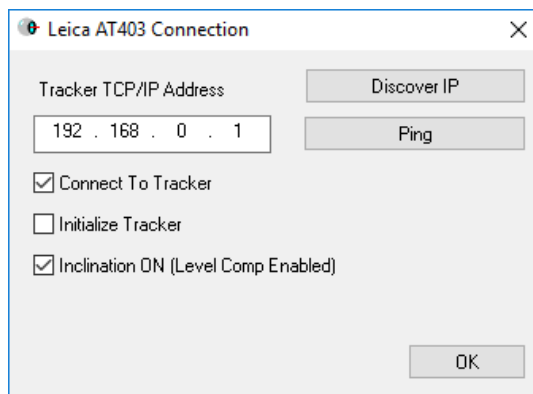 Leica AT403 Connection
Tracker TCP/IP Address
Discover IP
192 . 168 . 0 . 1
Ping
Connect To Tracker
Initialize Tracker
Inclination ON (Level Comp Enabled)
OK